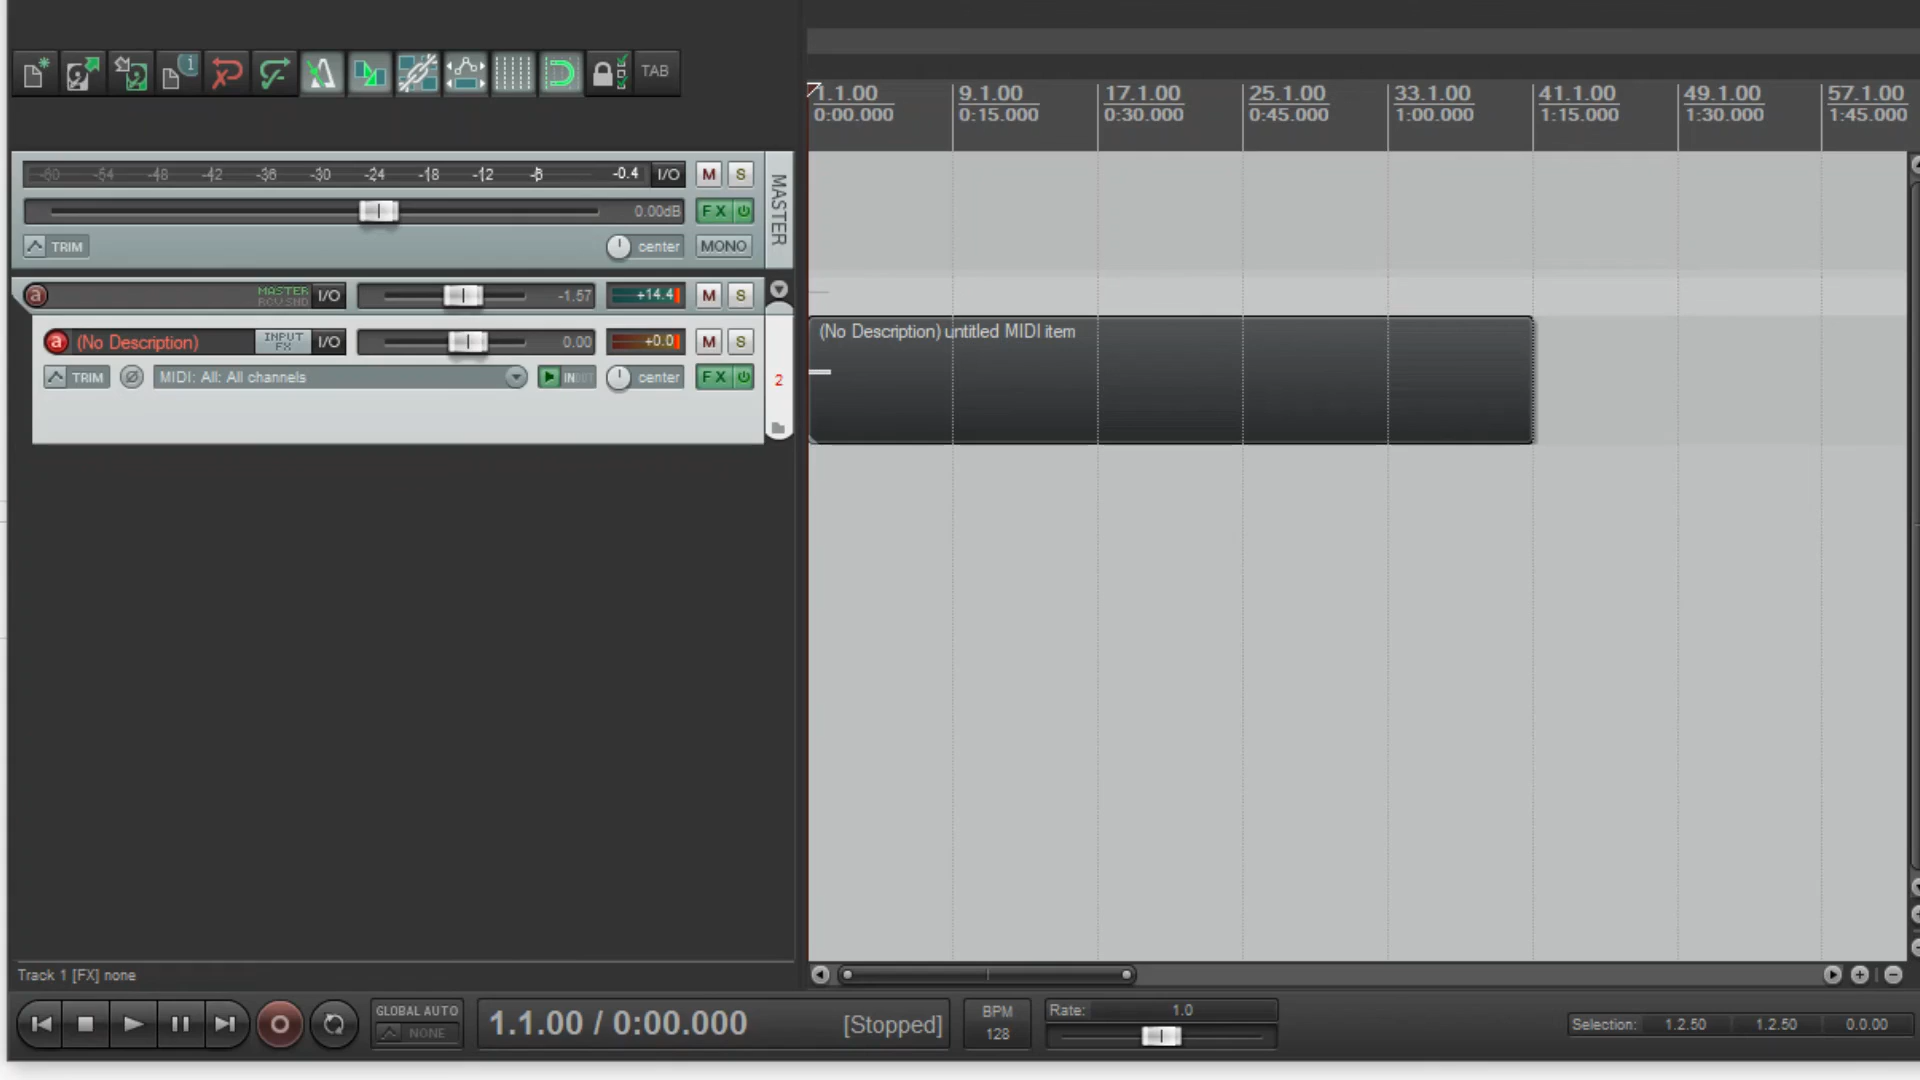 TAB
1.1.00 9.1.00 17.1.00 25.1.00 33.1.00 41.1.00 49.1.00 57.1.00
0:00.000 0:15.000 0:30.000 0:45.000 1:00.000 1:15.000 1:30.000 1:45.000
-60 -54 -48 -42 -36 -30 -24 -18 -12 -6 -0.4 I/O M S
MASTER
0.00dB FX
TRIM center MONO
a MASTER I/O -1.57 +14.4 M S
RCV SND
a (No Description) INPUT FX I/O 0.00 +0.0 M S
(No Description) untitled MIDI item
TRIM MIDI: All: All channels IN center FX
2
Track 1 [FX] none
GLOBAL AUTO
NONE
1.1.00 / 0:00.000 [Stopped]
BPM
128
Rate: 1.0
Selection: 1.2.50 1.2.50 0.0.00